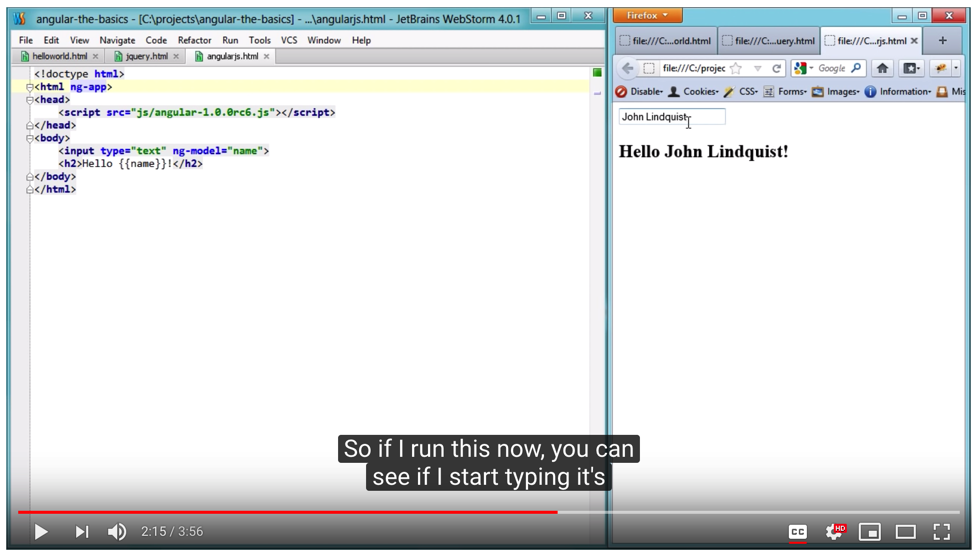 angular-the-basics - [C:\projects\angular-the-basics] - ...\angularjs.html - JetBrains WebStorm 4.0.1
File Edit View Navigate Code Refactor Run Tools VCS Window Help
helloworld.html jquery.html angularjs.html
<!doctype html>
<html ng-app>
<head>
<script src="js/angular-1.0.0rc6.js"></script>
</head>
<body>
<input type="text" ng-model="name">
<h2>Hello {{name}}!</h2>
</body>
</html>
Firefox
file:///C:...orld.html file:///C:...uery.html file:///C...rjs.html
file:///C:/projec Google
Disable Cookies CSS Forms Images Information Mis
John Lindquist
Hello John Lindquist!
So if I run this now, you can
see if I start typing it's
2:15 / 3:56
CC HD